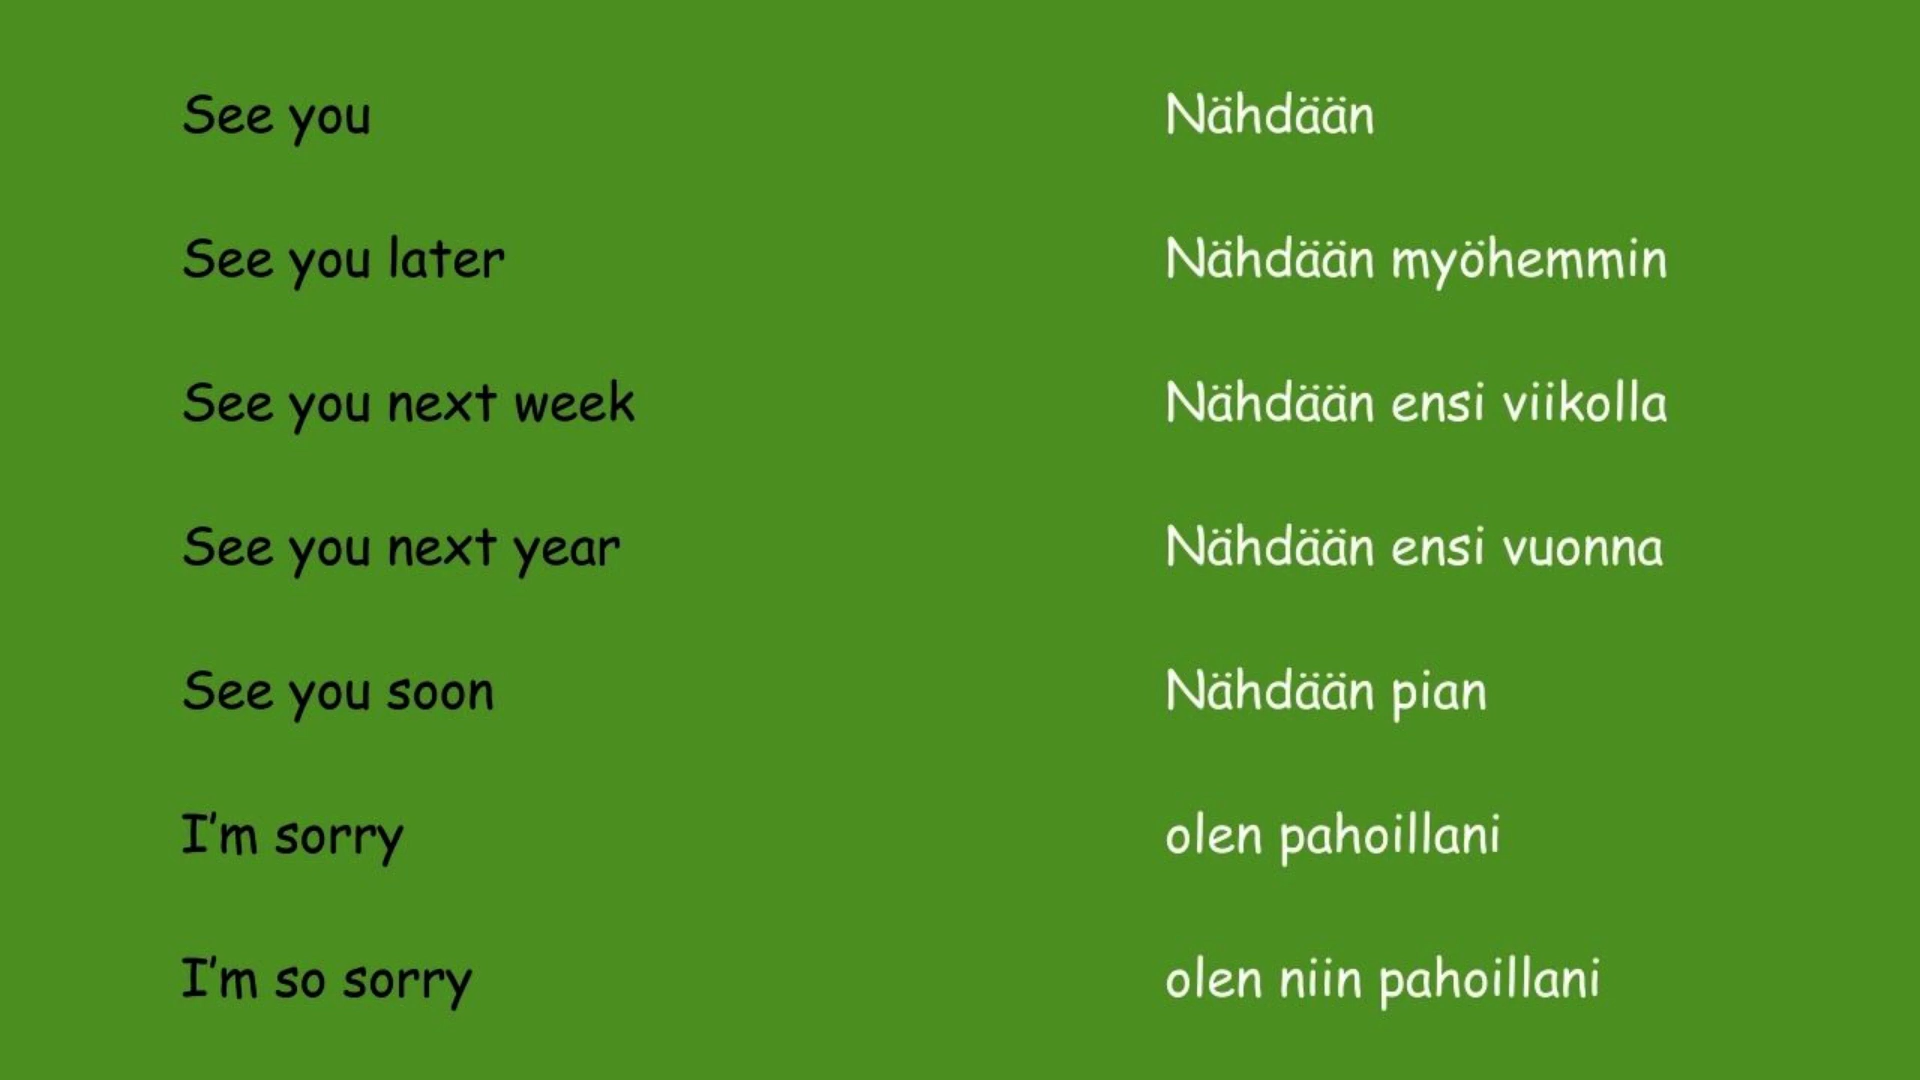 See you Nähdään
See you later Nähdään myöhemmin
See you next week Nähdään ensi viikolla
See you next year Nähdään ensi vuonna
See you soon Nähdään pian
I'm sorry olen pahoillani
I'm so sorry olen niin pahoillani